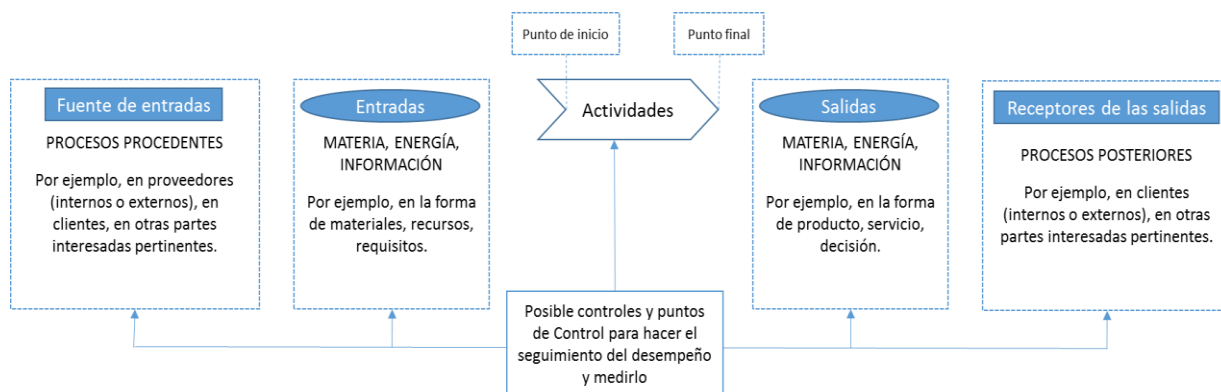 Punto de inicio
Punto final
Fuente de entradas
PROCESOS PROCEDENTES
Por ejemplo, en proveedores
(internos o externos), en
clientes, en otras partes
interesadas pertinentes.
Entradas
MATERIA, ENERGÍA,
INFORMACIÓN
Por ejemplo, en la forma
de materiales, recursos,
requisitos.
Actividades
Salidas
MATERIA, ENERGÍA,
INFORMACIÓN
Por ejemplo, en la forma
de producto, servicio,
decisión.
Receptores de las salidas
PROCESOS POSTERIORES
Por ejemplo, en clientes
(internos o externos), en otras
partes interesadas pertinentes.
Posible controles y puntos
de Control para hacer el
seguimiento del desempeño
y medirlo